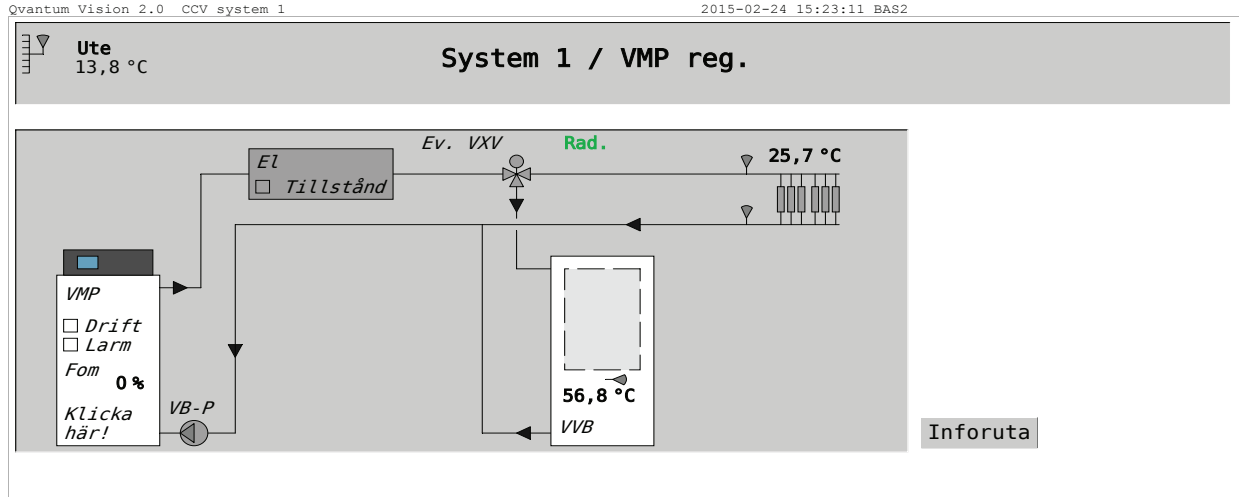 Qvantum Vision 2.0 CCV system 1
2015-02-24 15:23:11 BAS2
Ute
13,8 °C
System 1 / VMP reg.
Ev. VXV
Rad.
25,7 °C
El
Tillstånd
VMP
Drift
Larm
Fom
0 %
Klicka
här!
VB-P
56,8 °C
VVB
Inforuta